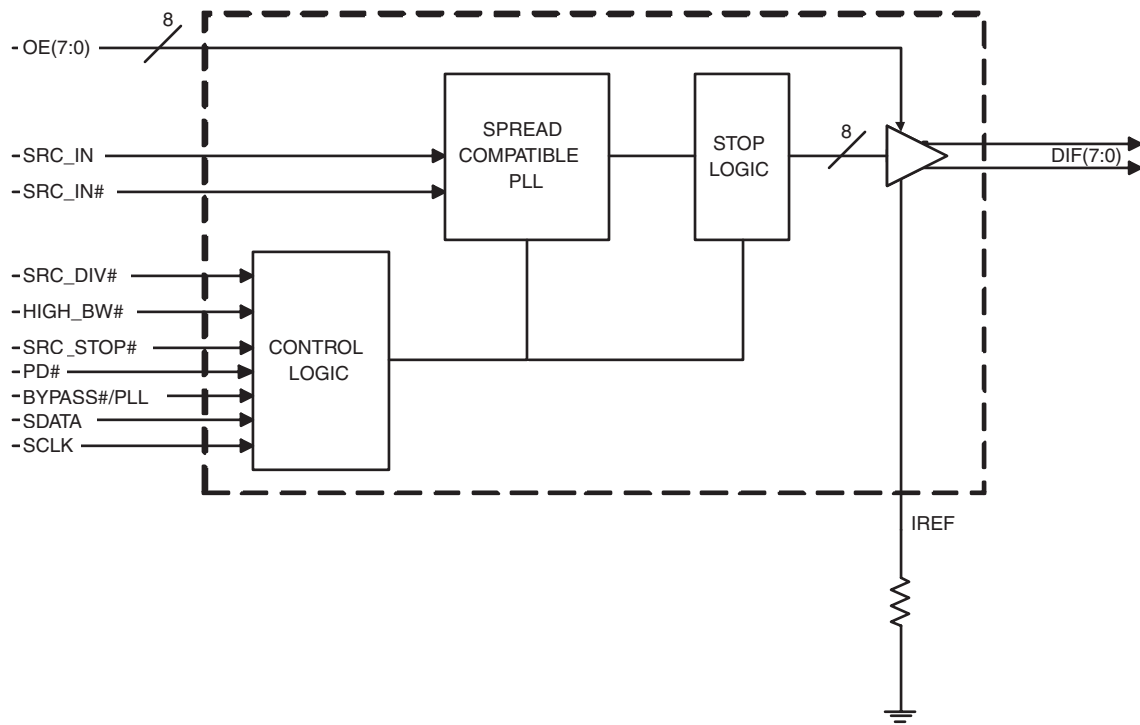 8
OE(7:0)
SPREAD
COMPATIBLE
PLL
STOP
LOGIC
8
DIF(7:0)
SRC_IN
SRC_IN#
SRC_DIV#
HIGH_BW#
SRC_STOP#
PD#
BYPASS#/PLL
SDATA
SCLK
CONTROL
LOGIC
IREF